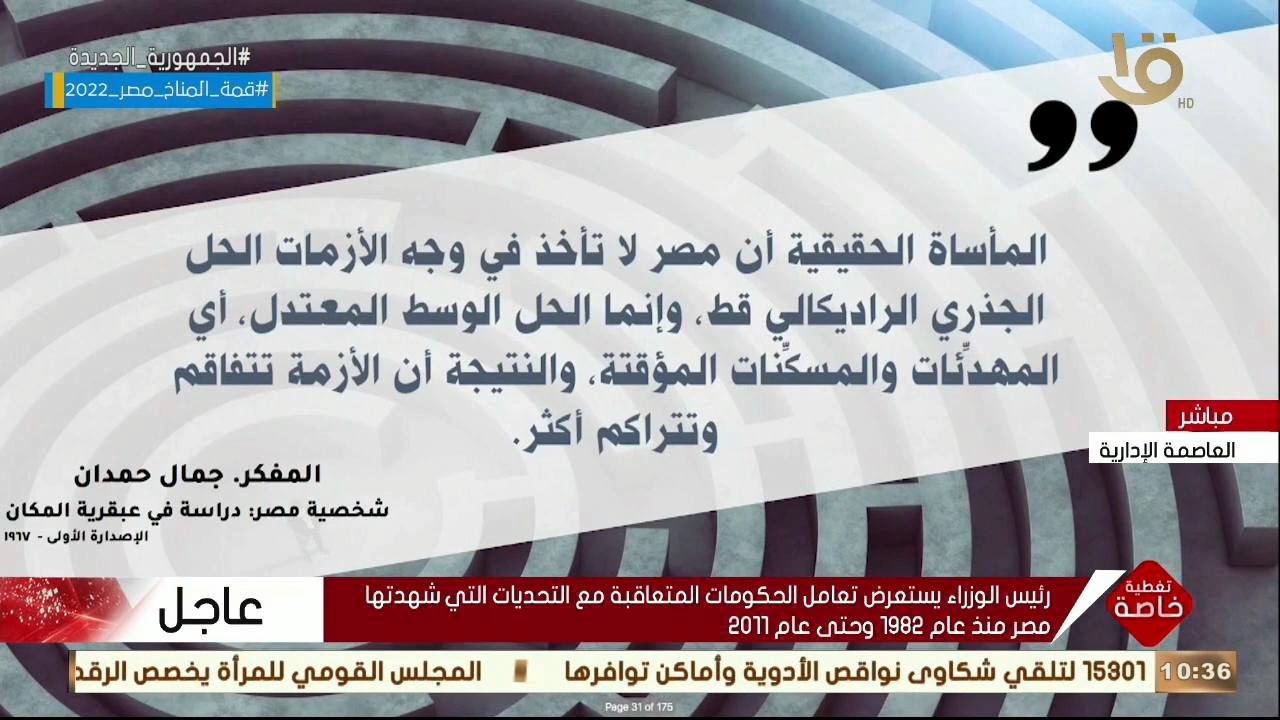 #الجمهورية_الجديدة
#قمة_المناخ_مصر_2022
HD
المأساة الحقيقية أن مصر لا تأخذ في وجه الأزمات الحل
الجذري الراديكالي قط، وإنما الحل الوسط المعتدل، أي
المهدِّئات والمسكِّنات المؤقتة، والنتيجة أن الأزمة تتفاقم
وتتراكم أكثر.
المفكر. جمال حمدان
شخصية مصر: دراسة في عبقرية المكان
الإصدارة الأولى - ١٩٦٧
مباشر
العاصمة الإدارية
تغطية
خاصة
عاجل
رئيس الوزراء يستعرض تعامل الحكومات المتعاقبة مع التحديات التي شهدتها
مصر منذ عام 1982 وحتى عام 2011
10:36
15301 لتلقي شكاوى نواقص الأدوية وأماكن توافرها
المجلس القومي للمرأة يخصص الرقم
Page 31 of 175